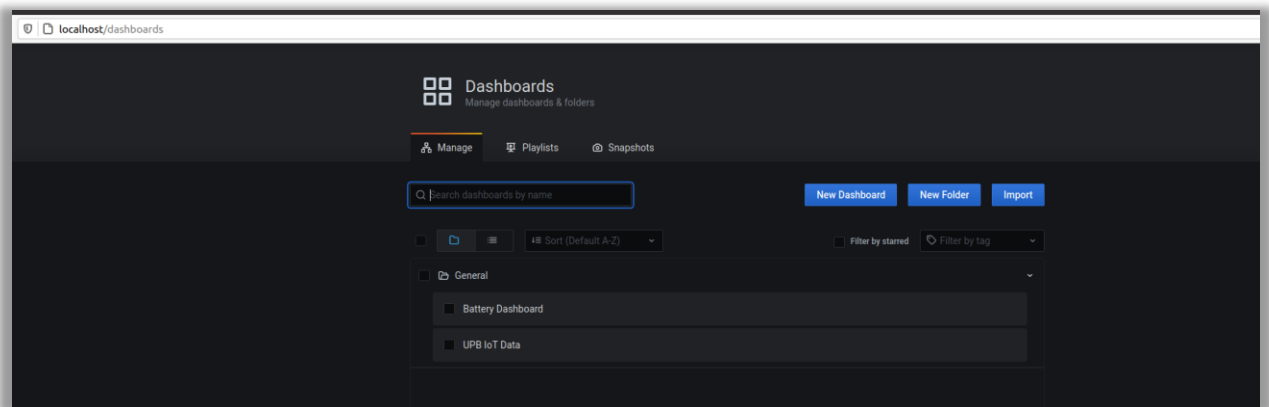 localhost/dashboards
Dashboards
Manage dashboards & folders
Manage Playlists Snapshots
Search dashboards by name New Dashboard New Folder Import
Sort (Default A-Z) Filter by starred Filter by tag
General
Battery Dashboard
UPB IoT Data